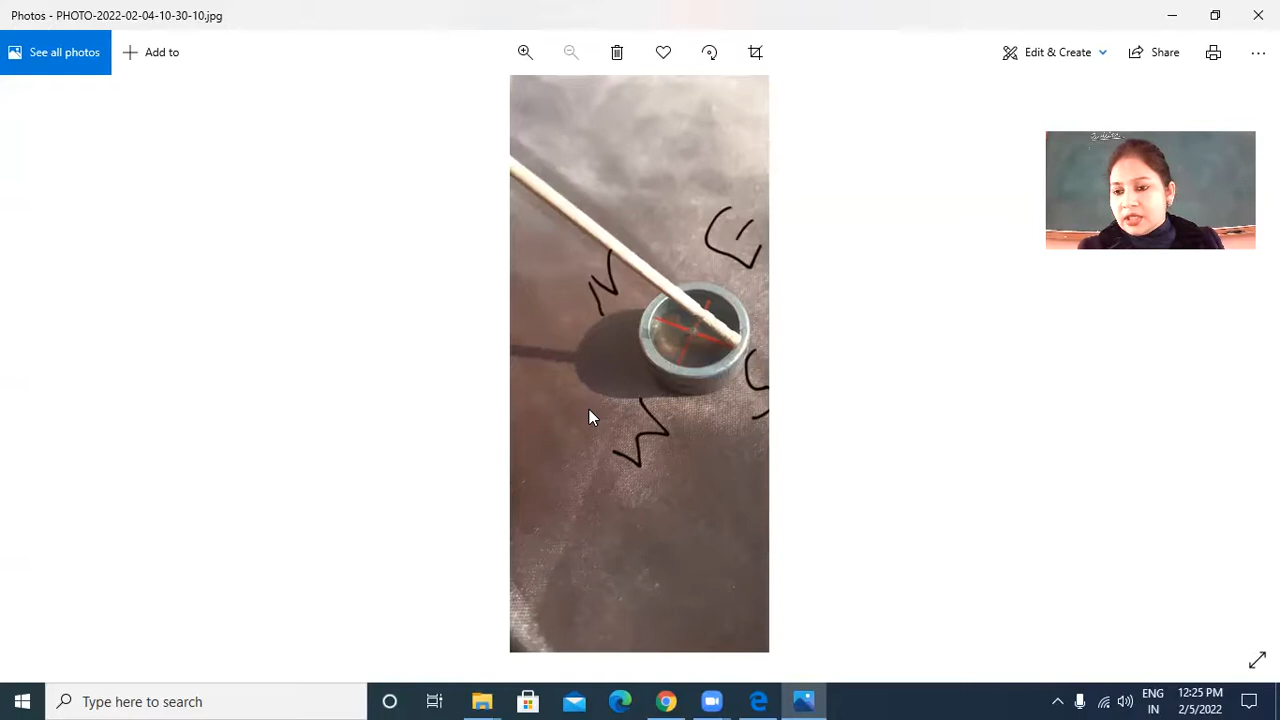 Photos - PHOTO-2022-02-04-10-30-10.jpg
See all photos
Add to
Edit & Create
Share
E
N
S
W
Type here to search
ENG
IN
12:25 PM
2/5/2022